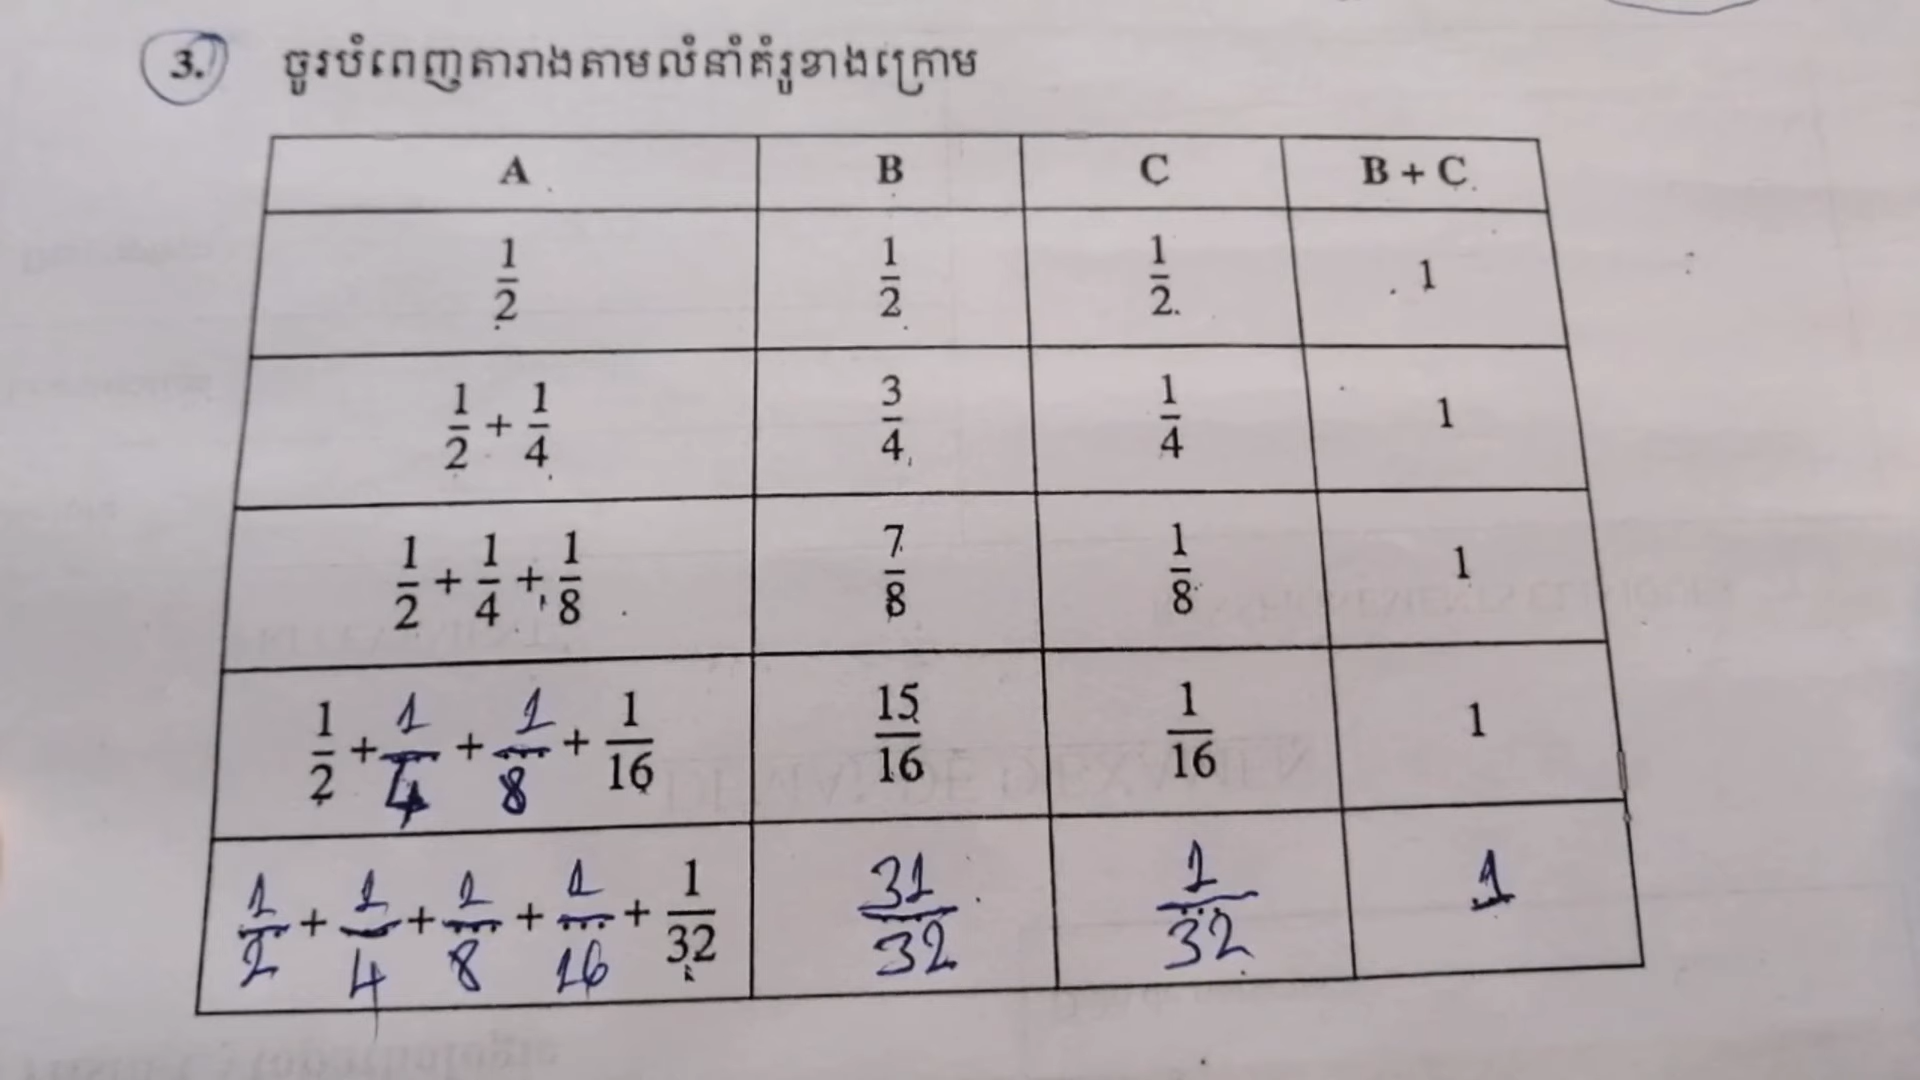 3. ចូរបំពេញតារាងតាមលំនាំគំរូខាងក្រោម
A B C B + C
1/2 1/2 1/2 1
1/2 + 1/4 3/4 1/4 1
1/2 + 1/4 + 1/8 7/8 1/8 1
1/2 + 1/4 + 1/8 + 1/16 15/16 1/16 1
1/2 + 1/4 + 1/8 + 1/16 + 1/32 31/32 1/32 1